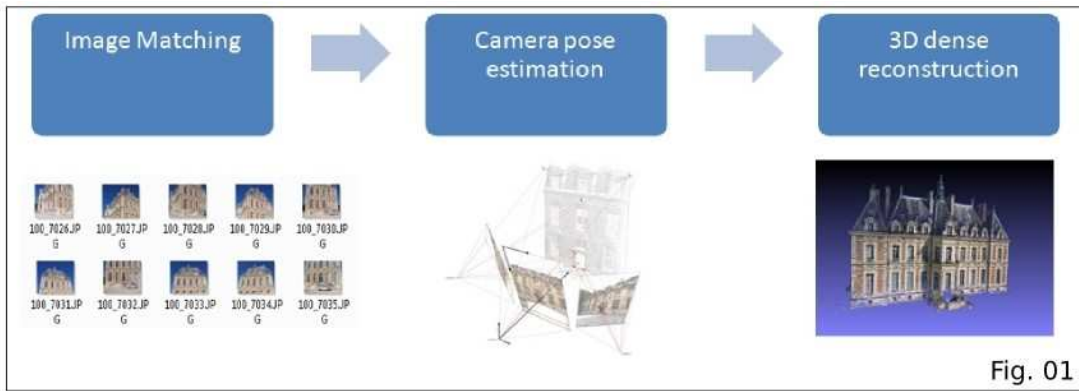 Image Matching
Camera pose
estimation
3D dense
reconstruction
100_7026.JP
G
100_7027.JP
G
100_7028.JP
G
100_7029.JP
G
100_7030.JP
G
100_7031.JP
G
100_7032.JP
G
100_7033.JP
G
100_7034.JP
G
100_7035.JP
G
Fig. 01